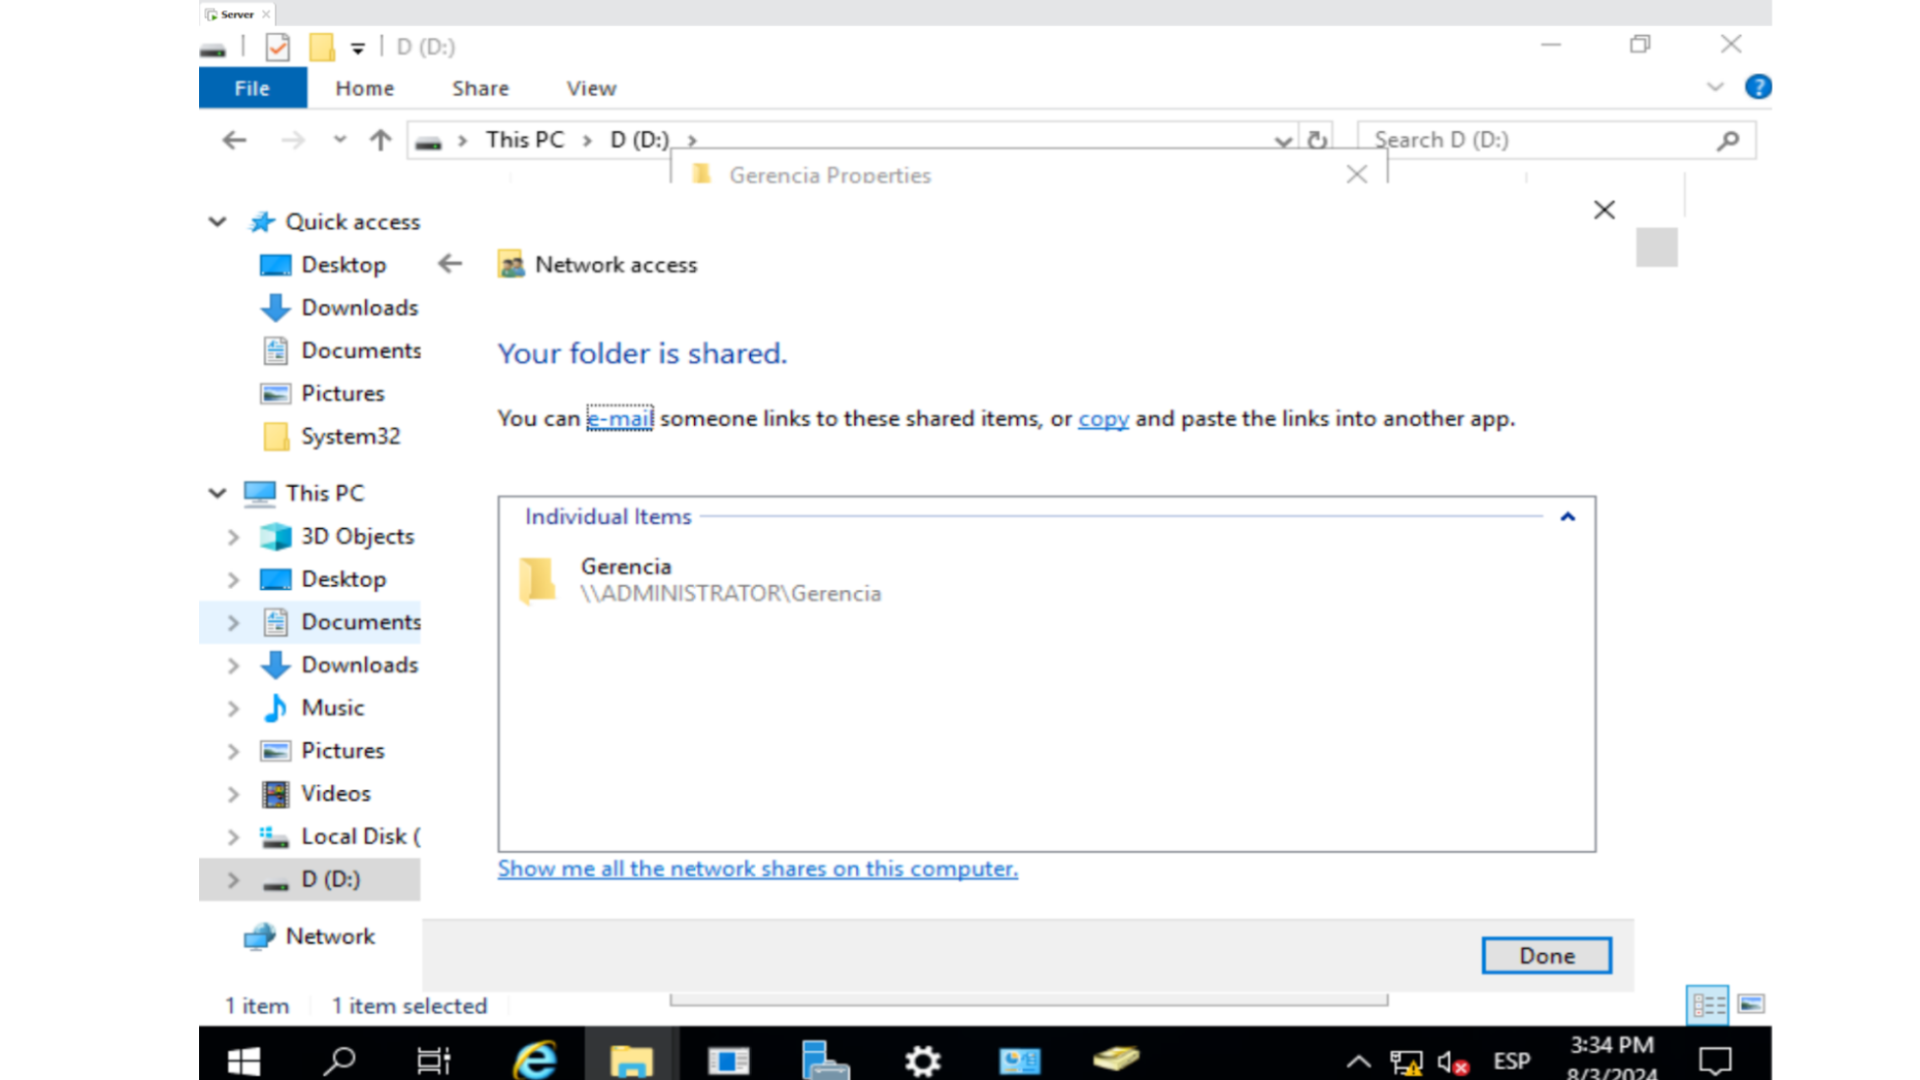 Server
D (D:)
File Home Share View
This PC D (D:)
Search D (D:)
Gerencia Properties
Quick access
Desktop
Downloads
Documents
Pictures
System32
This PC
3D Objects
Desktop
Documents
Downloads
Music
Pictures
Videos
Local Disk (
D (D:)
Network
Network access
Your folder is shared.
You can e-mail someone links to these shared items, or copy and paste the links into another app.
Individual Items
Gerencia
\\ADMINISTRATOR\Gerencia
Show me all the network shares on this computer.
Done
1 item 1 item selected
ESP
3:34 PM
8/3/2024